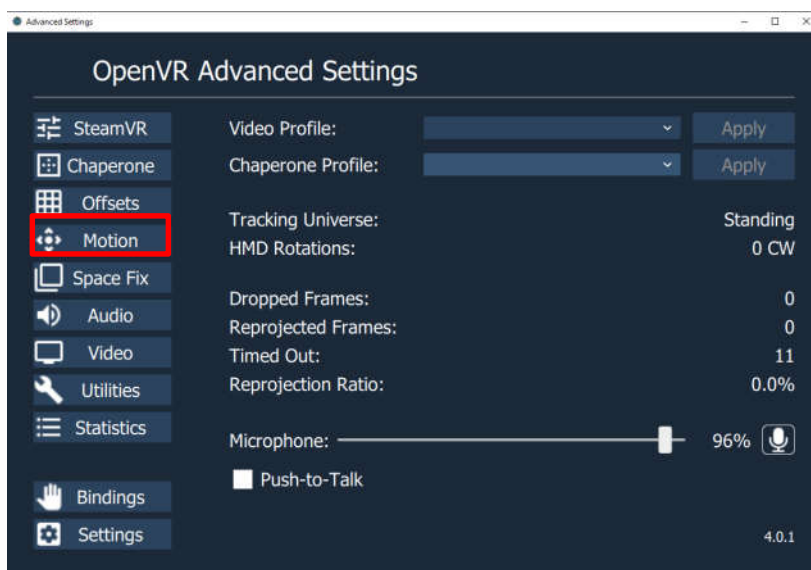 Advanced Settings
OpenVR Advanced Settings
SteamVR
Video Profile:
Apply
Chaperone
Chaperone Profile:
Apply
Offsets
Tracking Universe:
Standing
Motion
HMD Rotations:
0 CW
Space Fix
Dropped Frames:
0
Audio
Reprojected Frames:
0
Video
Timed Out:
11
Utilities
Reprojection Ratio:
0.0%
Statistics
Microphone:
96%
Push-to-Talk
Bindings
Settings
4.0.1